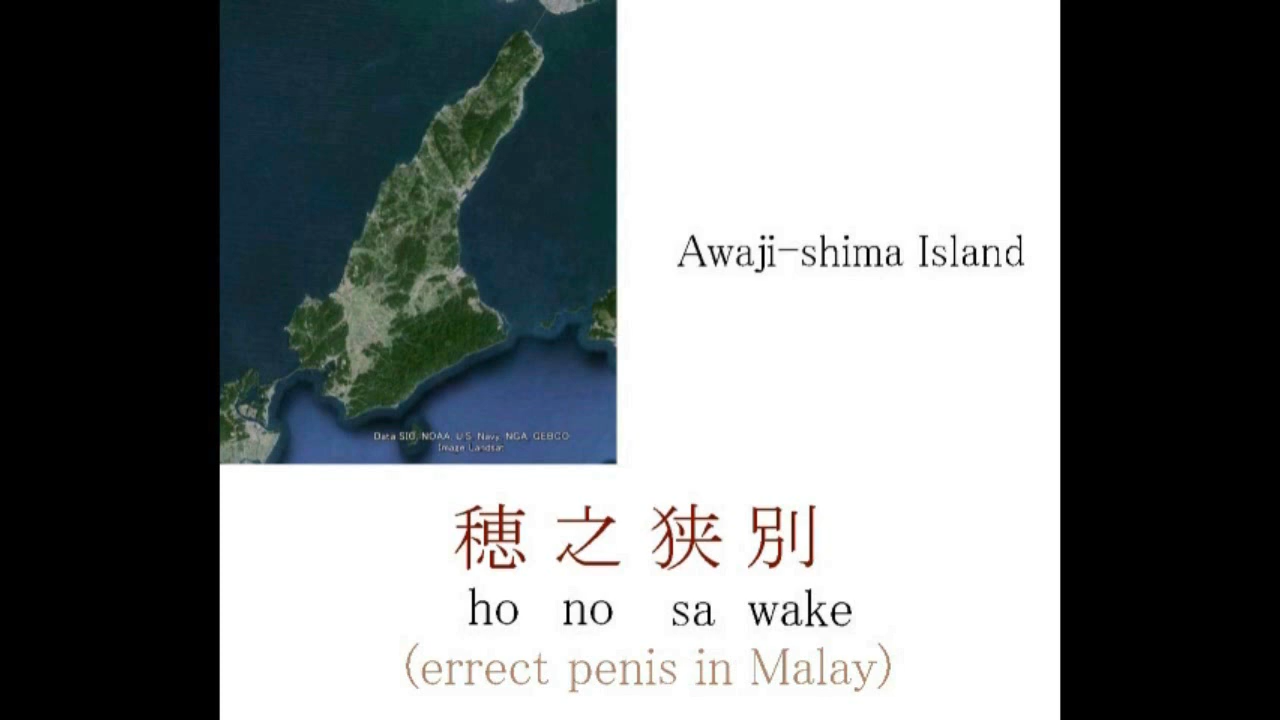 Awaji-shima Island
Data SIO, NOAA, U.S. Navy, NGA, GEBCO
Image Landsat
穂之狭別
ho no sa wake
(errect penis in Malay)